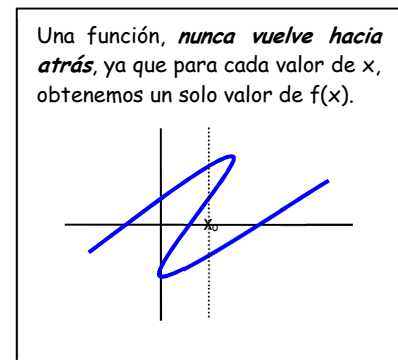 Una función, nunca vuelve hacia
atrás, ya que para cada valor de x,
obtenemos un solo valor de f(x).
x₀